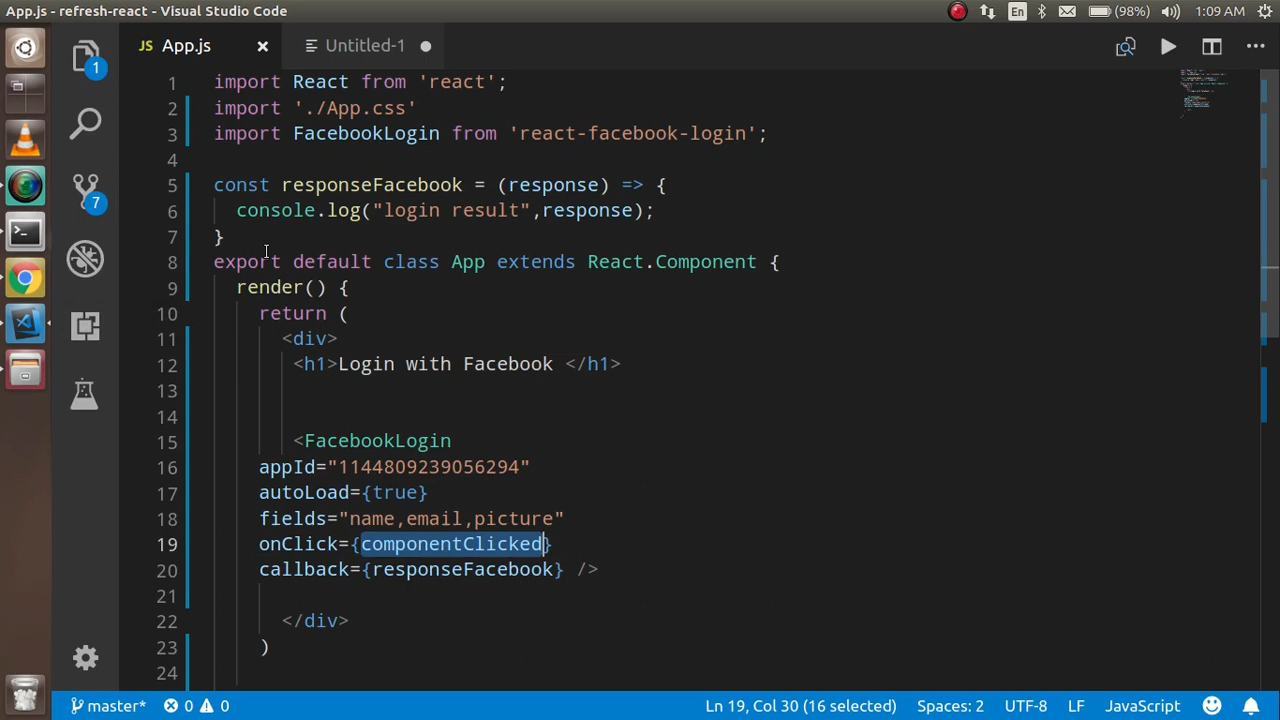 App.js - refresh-react - Visual Studio Code
En
(98%)
1:09 AM
JS App.js
Untitled-1
1
7
1 import React from 'react';
2 import './App.css'
3 import FacebookLogin from 'react-facebook-login';
4
5 const responseFacebook = (response) => {
6 console.log("login result",response);
7 }
8 export default class App extends React.Component {
9 render() {
10 return (
11 <div>
12 <h1>Login with Facebook </h1>
13
14
15 <FacebookLogin
16 appId="1144809239056294"
17 autoLoad={true}
18 fields="name,email,picture"
19 onClick={componentClicked}
20 callback={responseFacebook} />
21
22 </div>
23 )
24
master* 0 0 Ln 19, Col 30 (16 selected) Spaces: 2 UTF-8 LF JavaScript